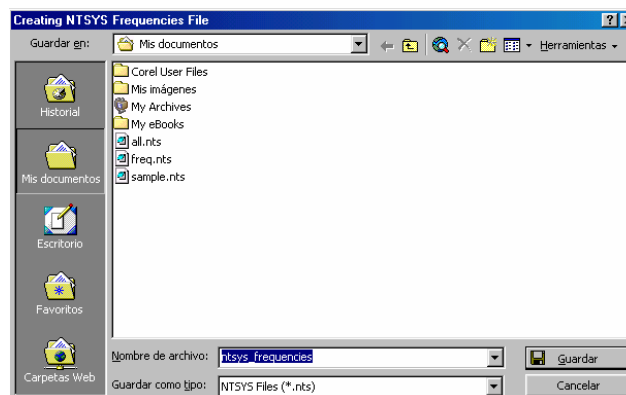 Creating NTSYS Frequencies File
Guardar en: Mis documentos Herramientas
Historial
Mis documentos
Escritorio
Favoritos
Carpetas Web
Corel User Files
Mis imágenes
My Archives
My eBooks
all.nts
freq.nts
sample.nts
Nombre de archivo: ntsys_frequencies Guardar
Guardar como tipo: NTSYS Files (*.nts) Cancelar